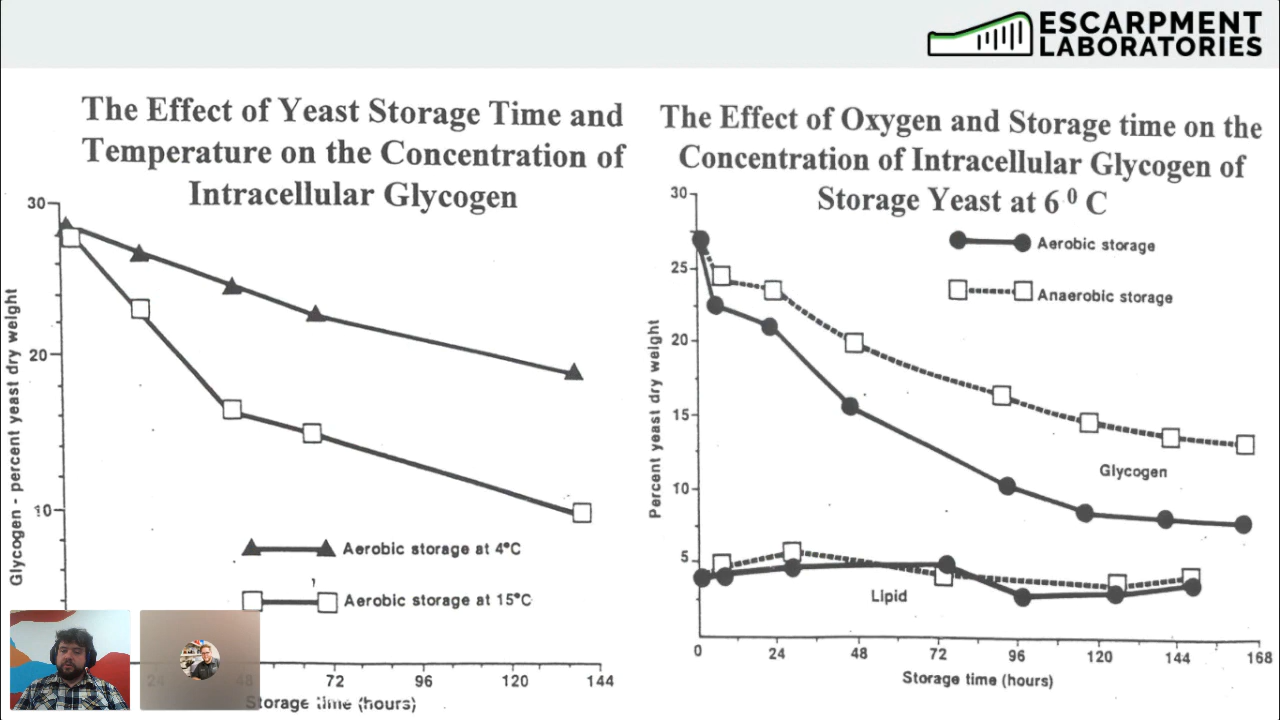 ESCARPMENT
LABORATORIES
The Effect of Yeast Storage Time and
Temperature on the Concentration of
Intracellular Glycogen
30
20
10
Glycogen - percent yeast dry weight
Aerobic storage at 4°C
Aerobic storage at 15°C
24
48
72
96
120
144
Storage time (hours)
The Effect of Oxygen and Storage time on the
Concentration of Intracellular Glycogen of
Storage Yeast at 6⁰ C
30
25
20
15
10
5
Percent yeast dry weight
Aerobic storage
Anaerobic storage
Glycogen
Lipid
0
24
48
72
96
120
144
168
Storage time (hours)